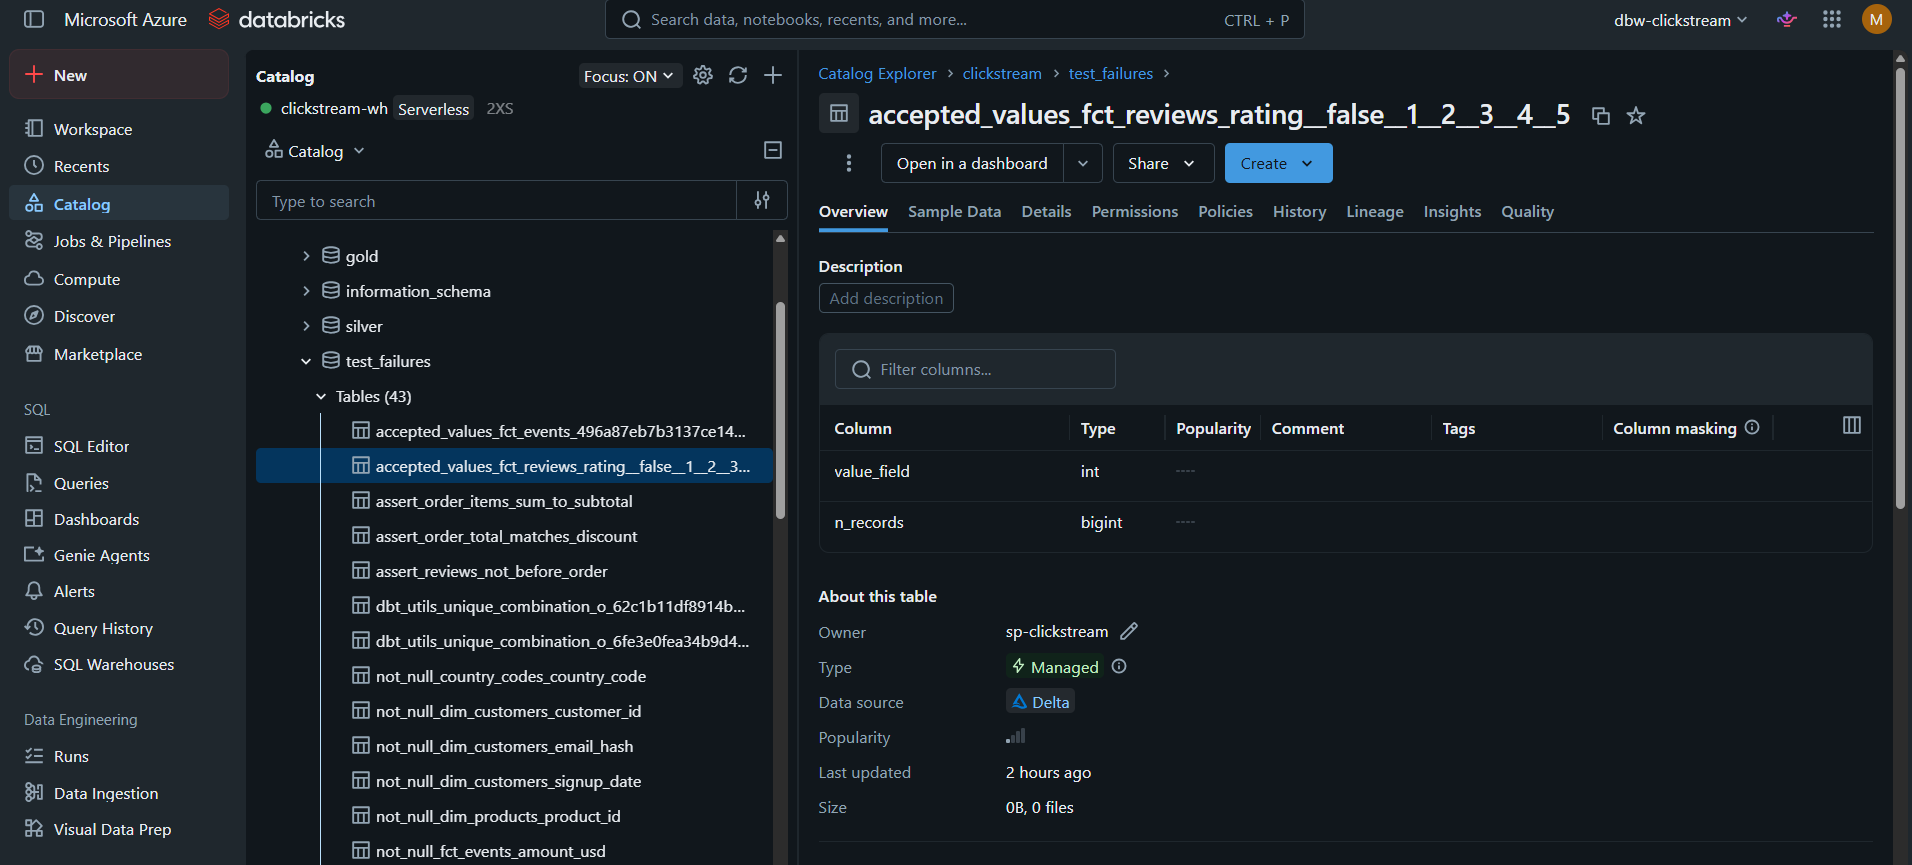 Microsoft Azure databricks
Search data, notebooks, recents, and more... CTRL + P
dbw-clickstream
M
New
Workspace
Recents
Catalog
Jobs & Pipelines
Compute
Discover
Marketplace
SQL
SQL Editor
Queries
Dashboards
Genie Agents
Alerts
Query History
SQL Warehouses
Data Engineering
Runs
Data Ingestion
Visual Data Prep
Catalog
Focus: ON
clickstream-wh Serverless 2XS
Catalog
Type to search
gold
information_schema
silver
test_failures
Tables (43)
accepted_values_fct_events_496a87eb7b3137ce14...
accepted_values_fct_reviews_rating__false__1__2__3...
assert_order_items_sum_to_subtotal
assert_order_total_matches_discount
assert_reviews_not_before_order
dbt_utils_unique_combination_o_62c1b11df8914b...
dbt_utils_unique_combination_o_6fe3e0fea34b9d4...
not_null_country_codes_country_code
not_null_dim_customers_customer_id
not_null_dim_customers_email_hash
not_null_dim_customers_signup_date
not_null_dim_products_product_id
not_null_fct_events_amount_usd
Catalog Explorer > clickstream > test_failures >
accepted_values_fct_reviews_rating__false__1__2__3__4__5
Open in a dashboard Share Create
Overview Sample Data Details Permissions Policies History Lineage Insights Quality
Description
Add description
Filter columns...
Column Type Popularity Comment Tags Column masking
value_field int ----
n_records bigint ----
About this table
Owner sp-clickstream
Type Managed
Data source Delta
Popularity
Last updated 2 hours ago
Size 0B, 0 files